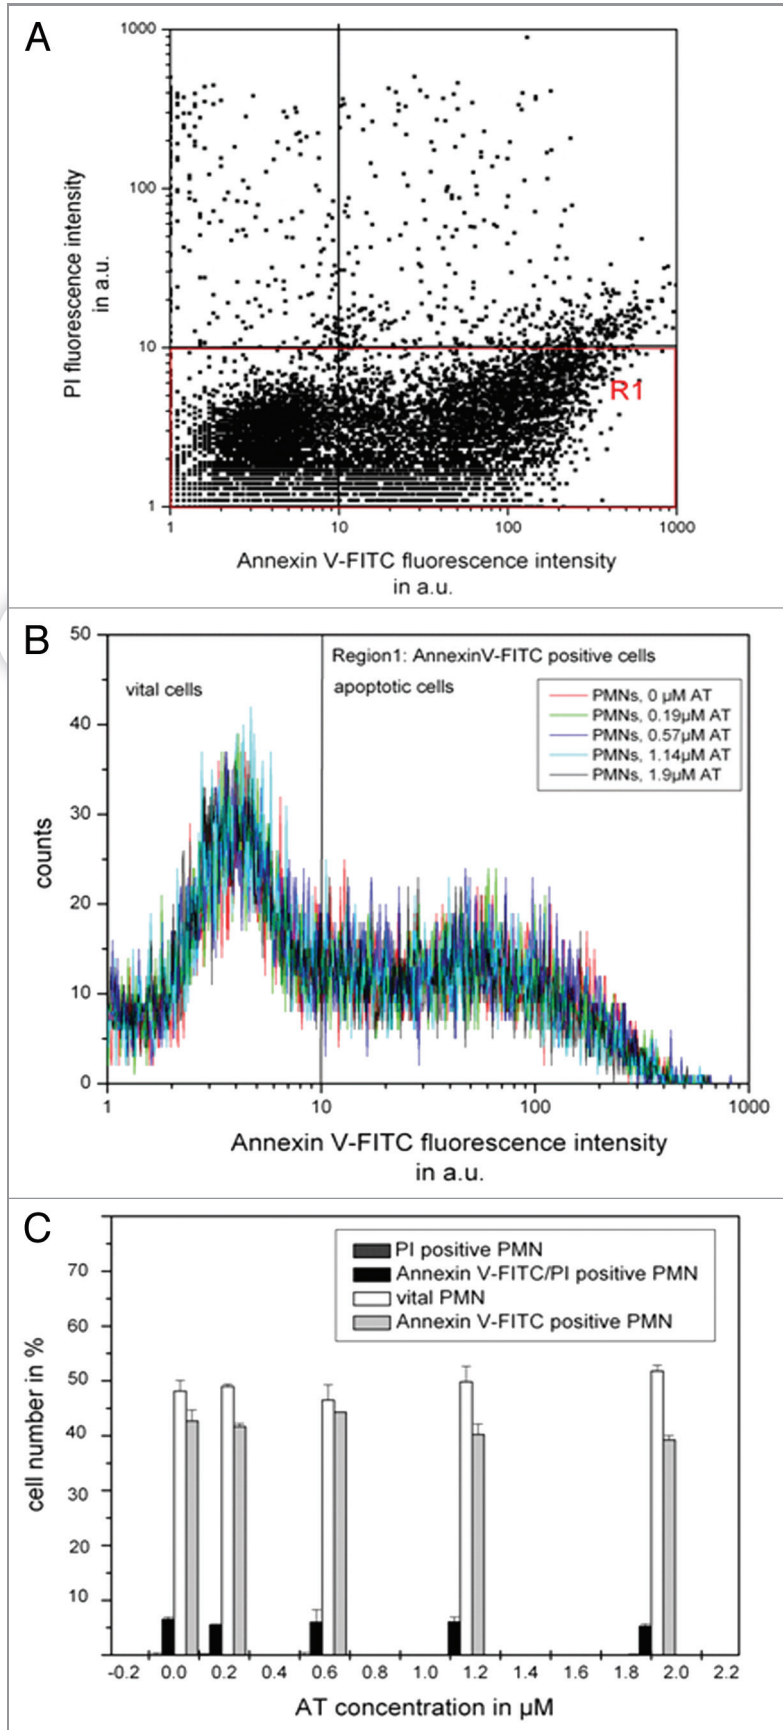 A
1000
100
10
1
PI fluorescence intensity
in a.u.
R1
1 10 100 1000
Annexin V-FITC fluorescence intensity
in a.u.
B
50
40
30
20
10
0
counts
vital cells
Region1: AnnexinV-FITC positive cells
apoptotic cells
PMNs, 0 µM AT
PMNs, 0.19µM AT
PMNs, 0.57µM AT
PMNs, 1.14µM AT
PMNs, 1.9µM AT
1 10 100 1000
Annexin V-FITC fluorescence intensity
in a.u.
C
PI positive PMN
Annexin V-FITC/PI positive PMN
vital PMN
Annexin V-FITC positive PMN
70
60
50
40
30
20
10
cell number in %
-0.2 0.0 0.2 0.4 0.6 0.8 1.0 1.2 1.4 1.6 1.8 2.0 2.2
AT concentration in µM